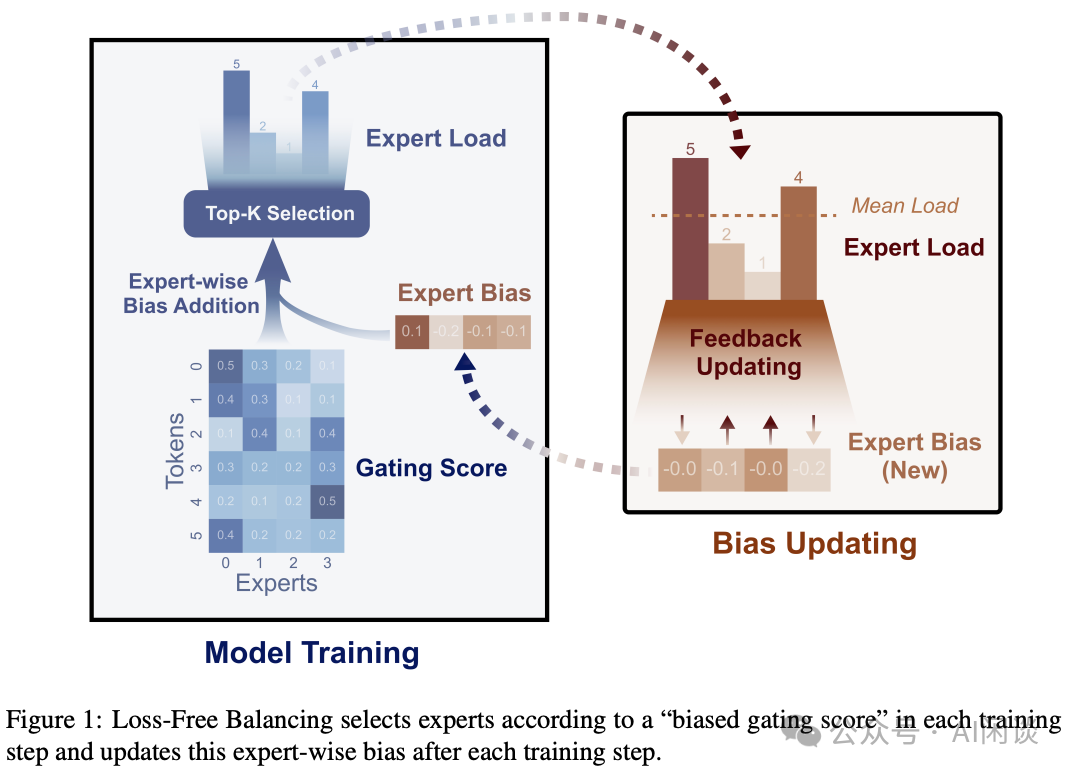 5
2
1
4
Expert Load
Top-K Selection
Expert-wise
Bias Addition
Expert Bias
0.1 -0.2 -0.1 -0.1
0 0.5 0.3 0.2 0.1
1 0.4 0.3 0.1 0.1
2 0.1 0.4 0.1 0.4
3 0.3 0.2 0.2 0.3
4 0.2 0.1 0.2 0.5
5 0.4 0.2 0.2 0.2
Tokens
0 1 2 3
Experts
Gating Score
Model Training
5
2
1
4
Mean Load
Expert Load
Feedback
Updating
-0.0 -0.1 -0.0 -0.2
Expert Bias
(New)
Bias Updating
Figure 1: Loss-Free Balancing selects experts according to a “biased gating score” in each training
step and updates this expert-wise bias after each training step.
公众号 · AI闲谈